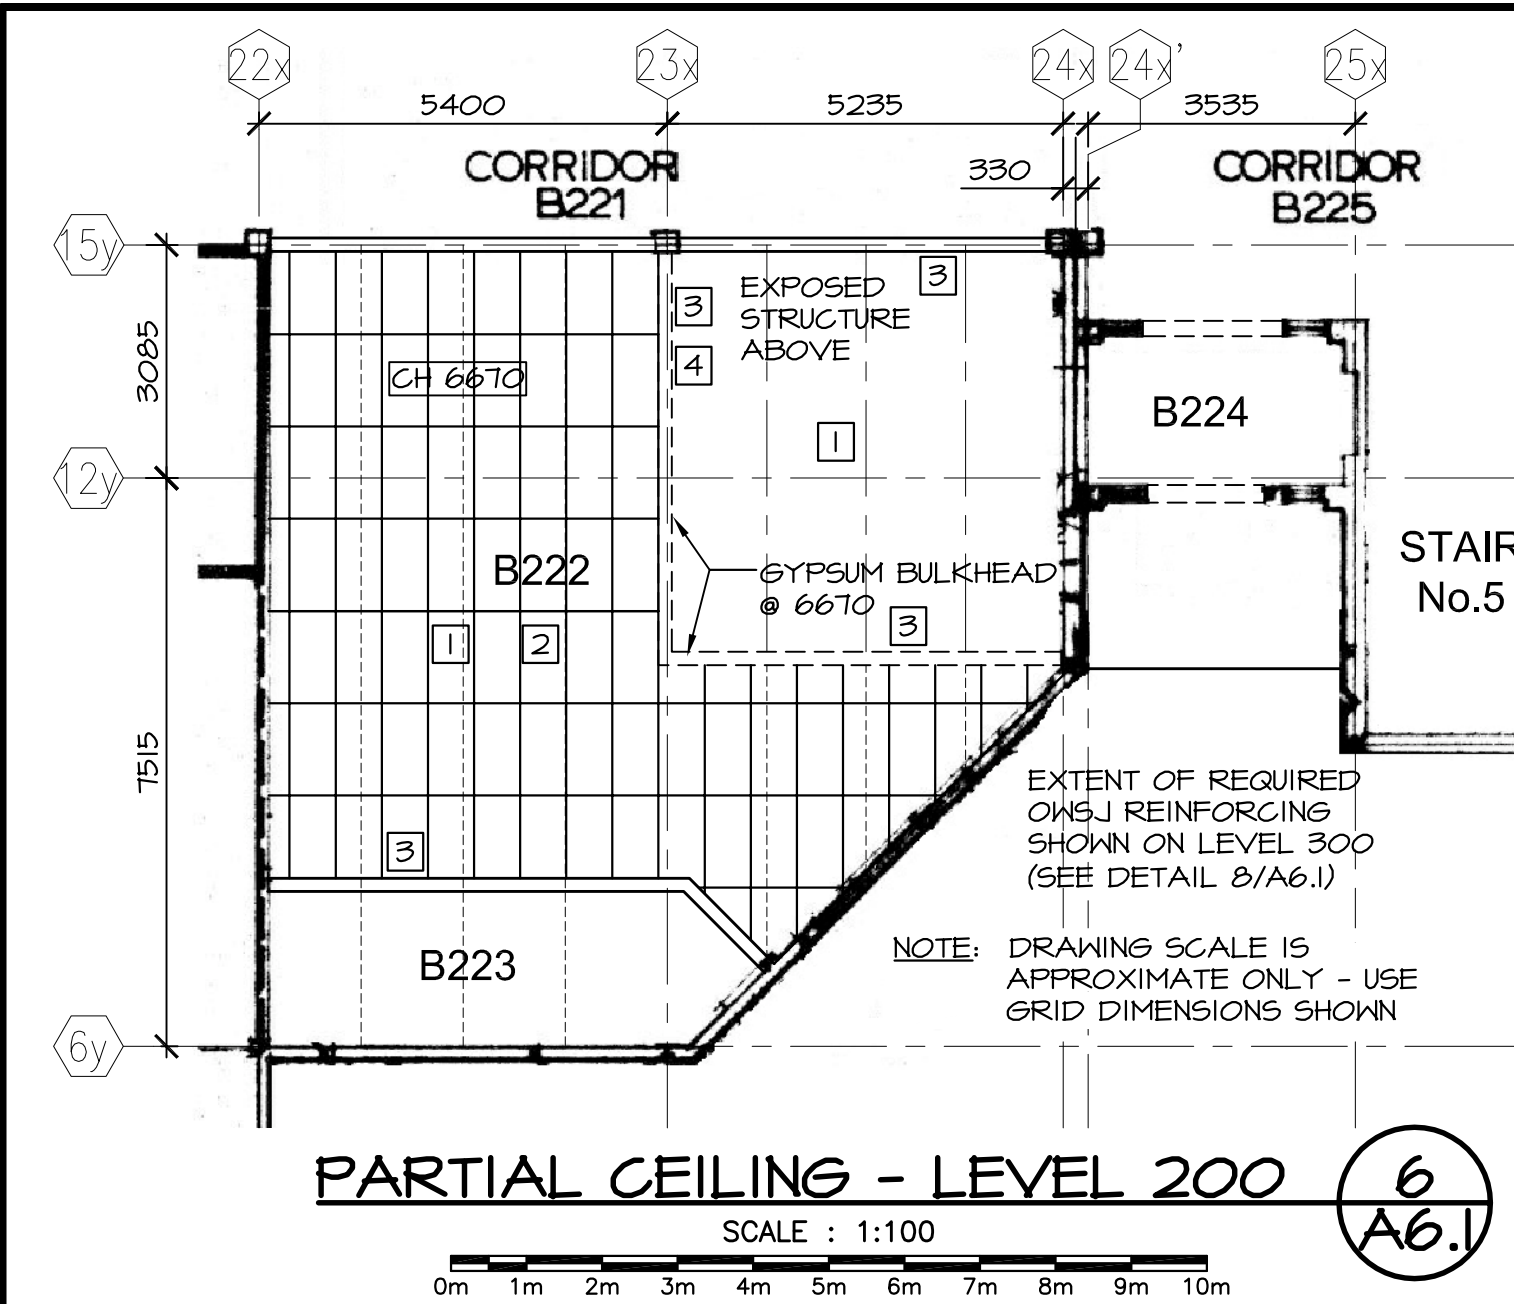 22x
23x
24x
24x'
25x
5400
5235
3535
CORRIDOR
B221
330
CORRIDOR
B225
15y
3
EXPOSED
STRUCTURE
ABOVE
3
4
3085
CH 6670
B224
1
12y
STAIR
No.5
B222
GYPSUM BULKHEAD
@ 6670
3
1
2
7515
3
EXTENT OF REQUIRED
OWSJ REINFORCING
SHOWN ON LEVEL 300
(SEE DETAIL 8/A6.1)
B223
NOTE: DRAWING SCALE IS
APPROXIMATE ONLY - USE
GRID DIMENSIONS SHOWN
6y
PARTIAL CEILING - LEVEL 200
6
A6.1
SCALE : 1:100
0m 1m 2m 3m 4m 5m 6m 7m 8m 9m 10m